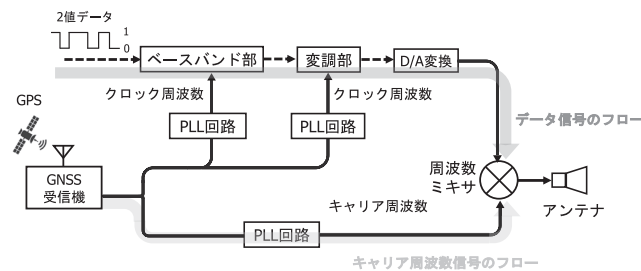 2値データ
1
0
ベースバンド部
変調部
D/A変換
クロック周波数
クロック周波数
GPS
PLL回路
PLL回路
データ信号のフロー
GNSS
受信機
周波数
ミキサ
キャリア周波数
アンテナ
PLL回路
キャリア周波数信号のフロー